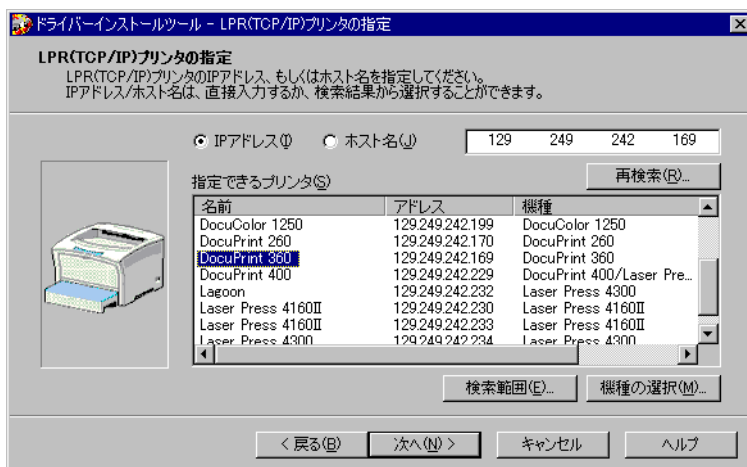 ドライバーインストールツール - LPR(TCP/IP)プリンタの指定
LPR(TCP/IP)プリンタの指定
LPR(TCP/IP)プリンタのIPアドレス、もしくはホスト名を指定してください。
IPアドレス/ホスト名は、直接入力するか、検索結果から選択することができます。
IPアドレス(I) ホスト名(J) 129 249 242 169
指定できるプリンタ(S) 再検索(R)...
名前 アドレス 機種
DocuColor 1250 129.249.242.199 DocuColor 1250
DocuPrint 260 129.249.242.170 DocuPrint 260
DocuPrint 360 129.249.242.169 DocuPrint 360
DocuPrint 400 129.249.242.229 DocuPrint 400/Laser Pre...
Lagoon 129.249.242.232 Laser Press 4300
Laser Press 4160Ⅱ 129.249.242.230 Laser Press 4160Ⅱ
Laser Press 4160Ⅱ 129.249.242.233 Laser Press 4160Ⅱ
Laser Press 4300 129.249.242.234 Laser Press 4300
検索範囲(E)... 機種の選択(M)...
< 戻る(B) 次へ(N) > キャンセル ヘルプ